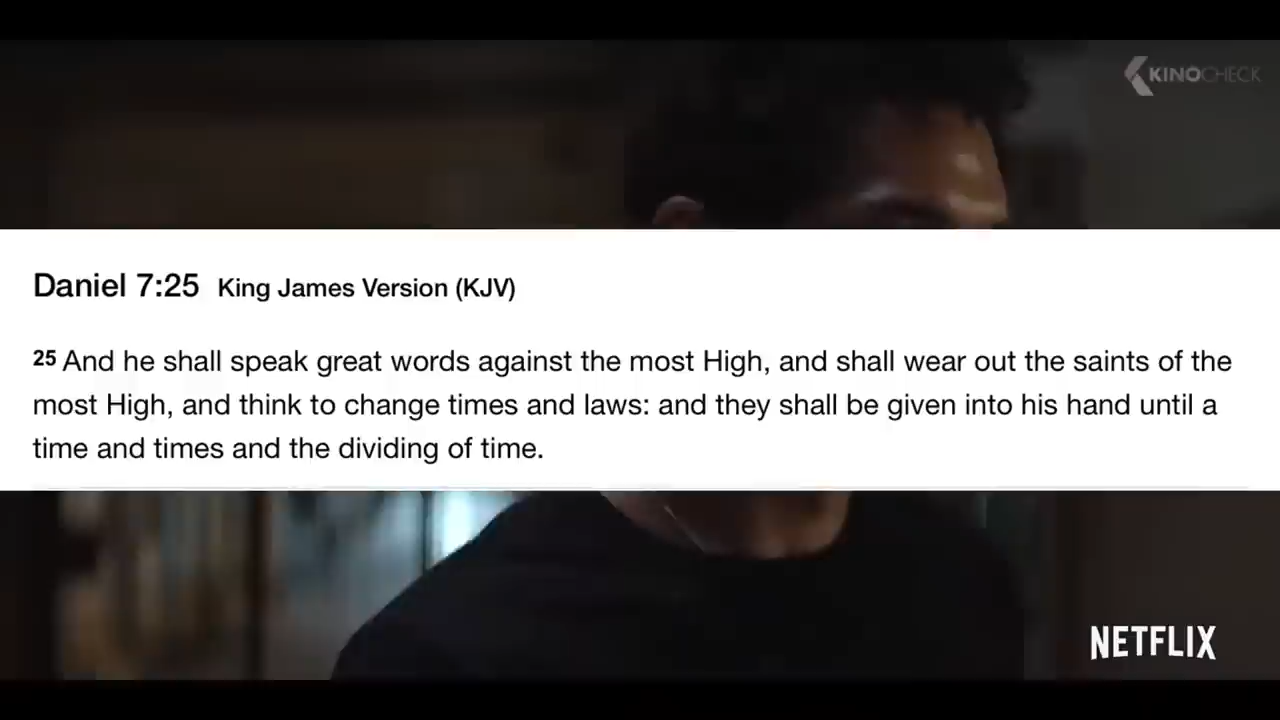 KINOCHECK
Daniel 7:25 King James Version (KJV)
25 And he shall speak great words against the most High, and shall wear out the saints of the
most High, and think to change times and laws: and they shall be given into his hand until a
time and times and the dividing of time.
NETFLIX